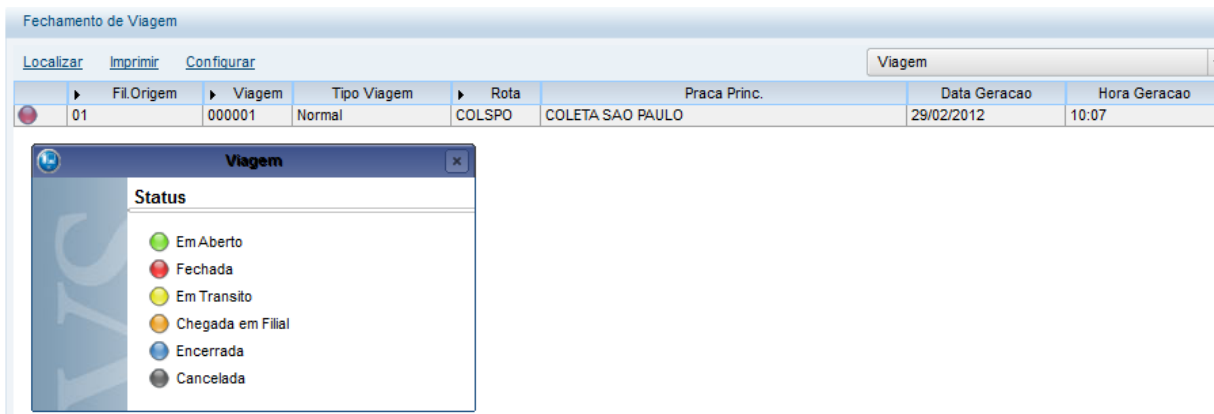 Fechamento de Viagem
Localizar Imprimir Configurar Viagem
Fil.Origem Viagem Tipo Viagem Rota Praca Princ. Data Geracao Hora Geracao
01 000001 Normal COLSPO COLETA SAO PAULO 29/02/2012 10:07
Viagem
Status
Em Aberto
Fechada
Em Transito
Chegada em Filial
Encerrada
Cancelada